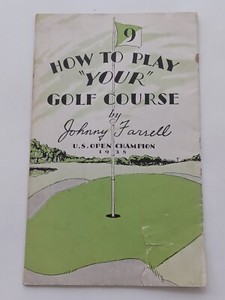 9
HOW TO PLAY
"YOUR"
GOLF COURSE
by
Johnny Farrell
U.S. OPEN CHAMPION
1928